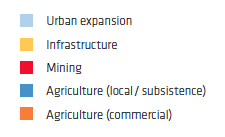 Urban expansion
Infrastructure
Mining
Agriculture (local / subsistence)
Agriculture (commercial)